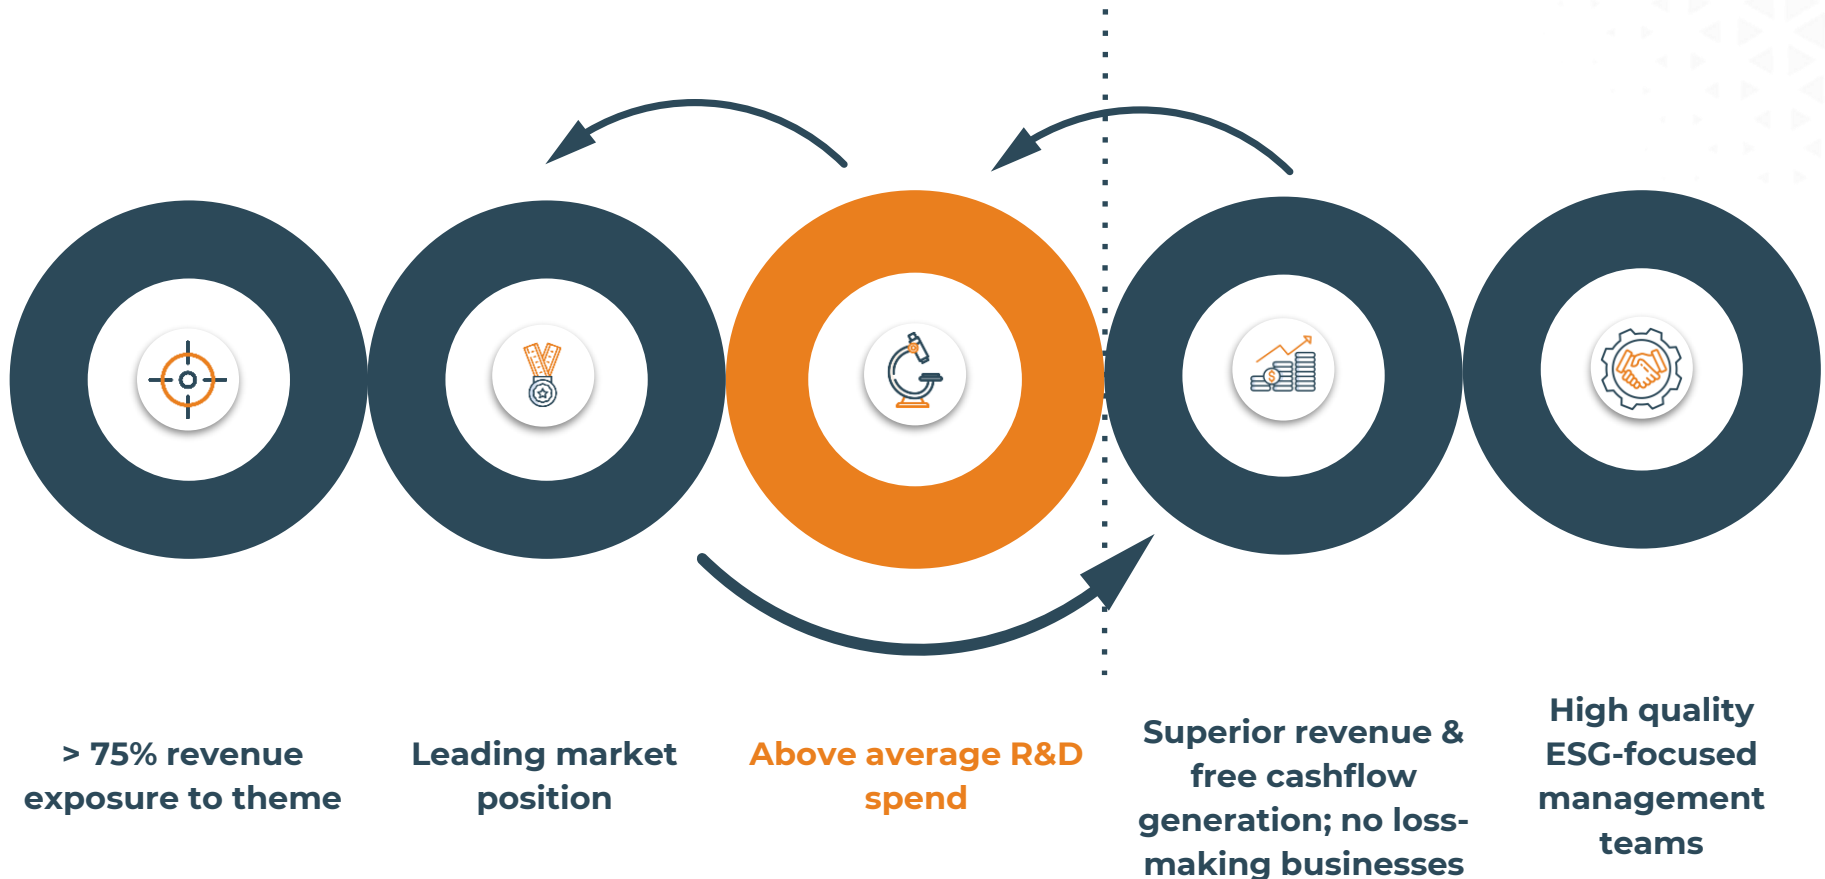 > 75% revenue
exposure to theme
Leading market
position
Above average R&D
spend
Superior revenue &
free cashflow
generation; no loss-
making businesses
High quality
ESG-focused
management
teams
$